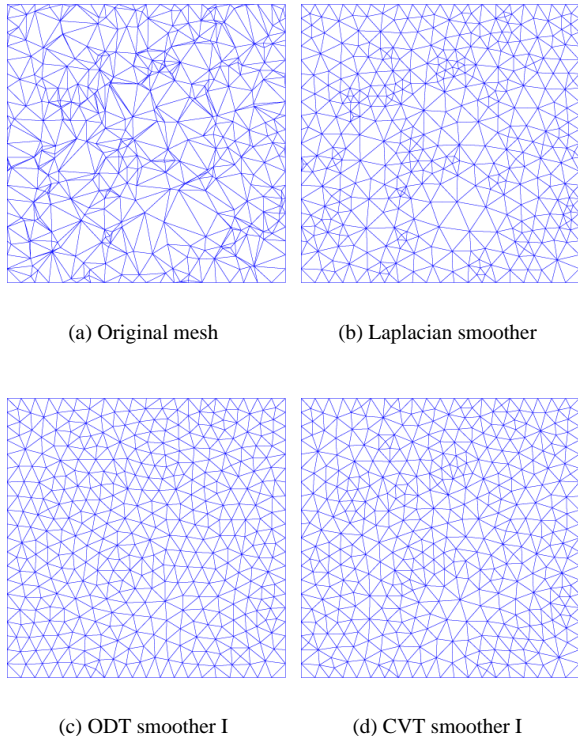 (a) Original mesh
(b) Laplacian smoother
(c) ODT smoother I
(d) CVT smoother I